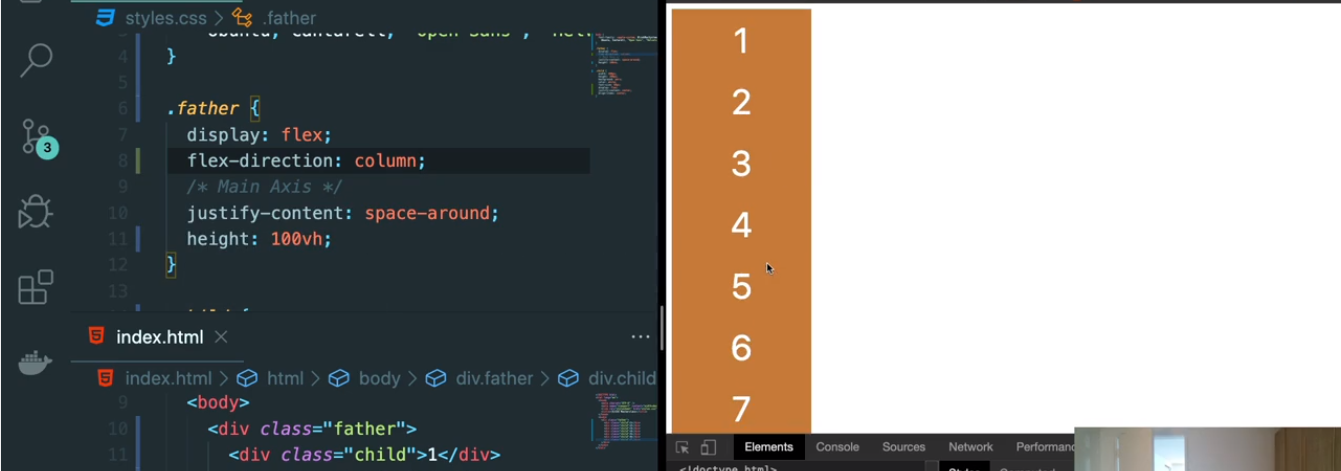 styles.css > .father
4 }
5
6 .father {
7 display: flex;
8 flex-direction: column;
9 /* Main Axis */
10 justify-content: space-around;
11 height: 100vh;
12 }
13
3
index.html ×
...
index.html > html > body > div.father > div.child
9 <body>
10 <div class="father">
11 <div class="child">1</div>
1
2
3
4
5
6
7
Elements Console Sources Network Performanc
<!doctype html>